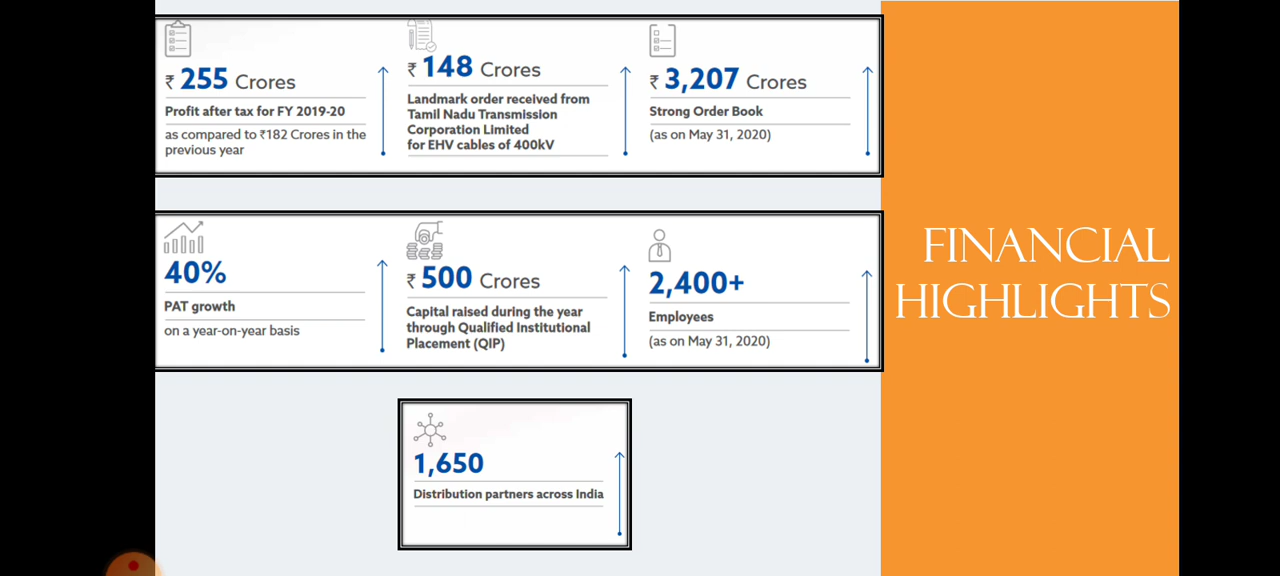 ₹ 255 Crores
Profit after tax for FY 2019-20
as compared to ₹182 Crores in the
previous year
₹ 148 Crores
Landmark order received from
Tamil Nadu Transmission
Corporation Limited
for EHV cables of 400kV
₹ 3,207 Crores
Strong Order Book
(as on May 31, 2020)
40%
PAT growth
on a year-on-year basis
₹ 500 Crores
Capital raised during the year
through Qualified Institutional
Placement (QIP)
2,400+
Employees
(as on May 31, 2020)
1,650
Distribution partners across India
FINANCIAL
HIGHLIGHTS